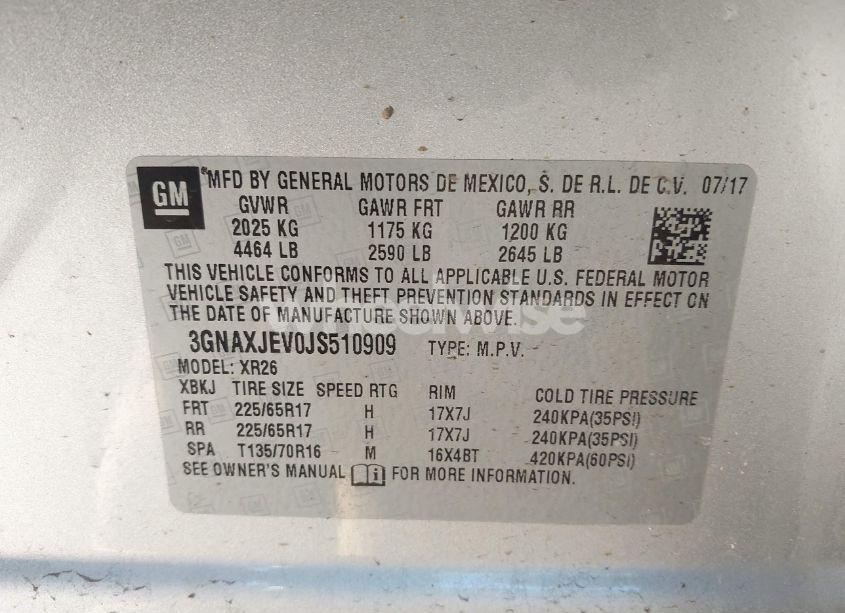 GM
MFD BY GENERAL MOTORS DE MEXICO, S. DE R.L. DE C.V. 07/17
GVWR GAWR FRT GAWR RR
2025 KG 1175 KG 1200 KG
4464 LB 2590 LB 2645 LB
THIS VEHICLE CONFORMS TO ALL APPLICABLE U.S. FEDERAL MOTOR
VEHICLE SAFETY AND THEFT PREVENTION STANDARDS IN EFFECT ON
THE DATE OF MANUFACTURE SHOWN ABOVE.
wheelwise
3GNAXJEV0JS510909 TYPE: M.P.V.
MODEL: XR26
XBKJ TIRE SIZE SPEED RTG RIM COLD TIRE PRESSURE
FRT 225/65R17 H 17X7J 240KPA(35PSI)
RR 225/65R17 H 17X7J 240KPA(35PSI)
SPA T135/70R16 M 16X4BT 420KPA(60PSI)
SEE OWNER'S MANUAL FOR MORE INFORMATION.